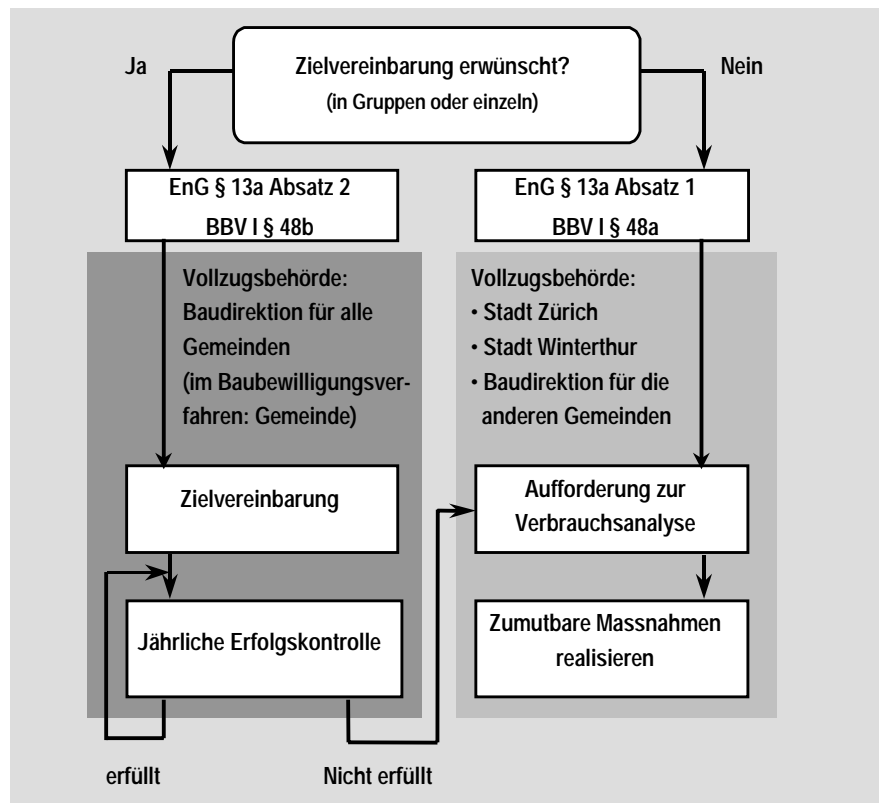 Ja
Zielvereinbarung erwünscht?
(in Gruppen oder einzeln)
Nein
EnG § 13a Absatz 2
BBV I § 48b
EnG § 13a Absatz 1
BBV I § 48a
Vollzugsbehörde:
Baudirektion für alle
Gemeinden
(im Baubewilligungsver-
fahren: Gemeinde)
Vollzugsbehörde:
• Stadt Zürich
• Stadt Winterthur
• Baudirektion für die
anderen Gemeinden
Zielvereinbarung
Aufforderung zur
Verbrauchsanalyse
Jährliche Erfolgskontrolle
Zumutbare Massnahmen
realisieren
erfüllt
Nicht erfüllt